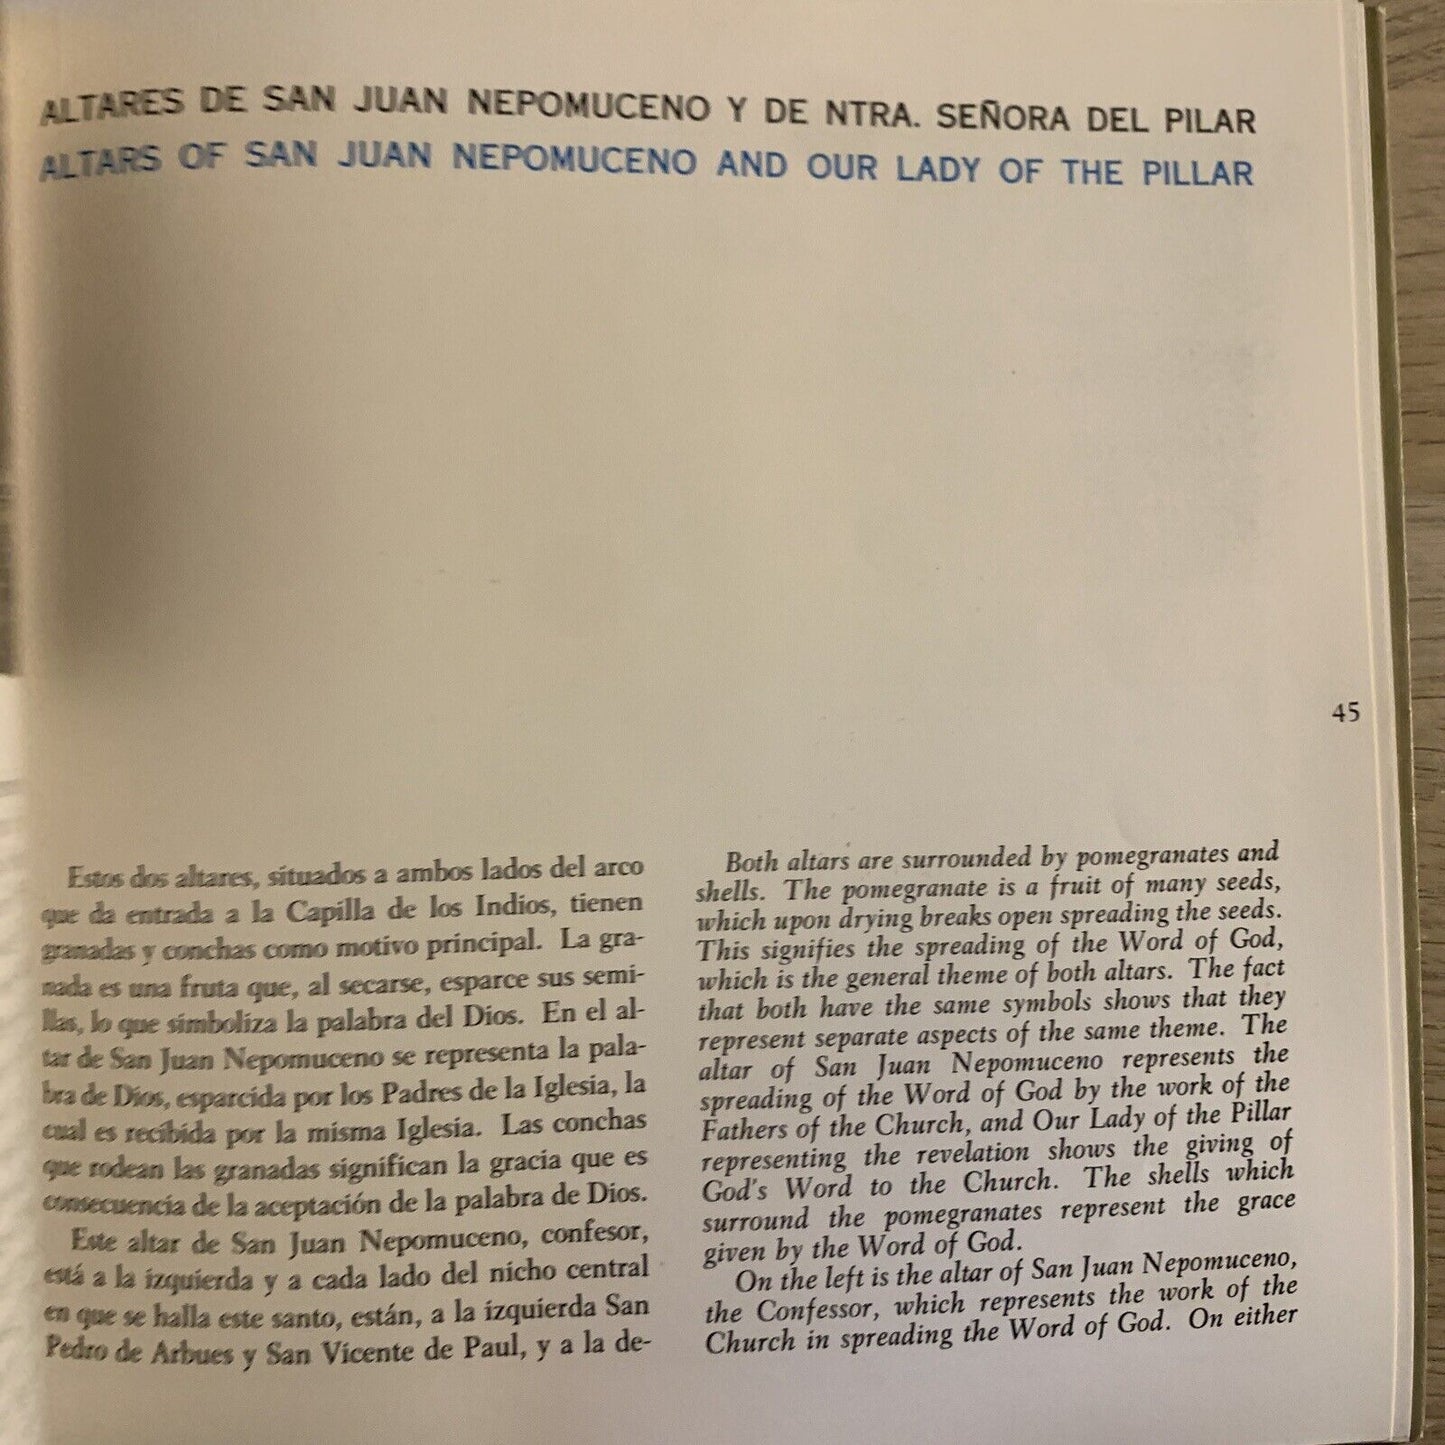 ALTARES DE SAN JUAN NEPOMUCENO Y DE NTRA. SEÑORA DEL PILAR
ALTARS OF SAN JUAN NEPOMUCENO AND OUR LADY OF THE PILLAR
45
Estos dos altares, situados a ambos lados del arco
que da entrada a la Capilla de los Indios, tienen
granadas y conchas como motivo principal. La gra-
nada es una fruta que, al secarse, esparce sus semi-
llas, lo que simboliza la palabra del Dios. En el al-
tar de San Juan Nepomuceno se representa la pala-
bra de Dios, esparcida por los Padres de la Iglesia, la
cual es recibida por la misma Iglesia. Las conchas
que rodean las granadas significan la gracia que es
consecuencia de la aceptación de la palabra de Dios.
Este altar de San Juan Nepomuceno, confesor,
está a la izquierda y a cada lado del nicho central
en que se halla este santo, están, a la izquierda San
Pedro de Arbues y San Vicente de Paul, y a la de-
Both altars are surrounded by pomegranates and
shells. The pomegranate is a fruit of many seeds,
which upon drying breaks open spreading the seeds.
This signifies the spreading of the Word of God,
which is the general theme of both altars. The fact
that both have the same symbols shows that they
represent separate aspects of the same theme. The
altar of San Juan Nepomuceno represents the
spreading of the Word of God by the work of the
Fathers of the Church, and Our Lady of the Pillar
representing the revelation shows the giving of
God's Word to the Church. The shells which
surround the pomegranates represent the grace
given by the Word of God.
On the left is the altar of San Juan Nepomuceno,
the Confessor, which represents the work of the
Church in spreading the Word of God. On either